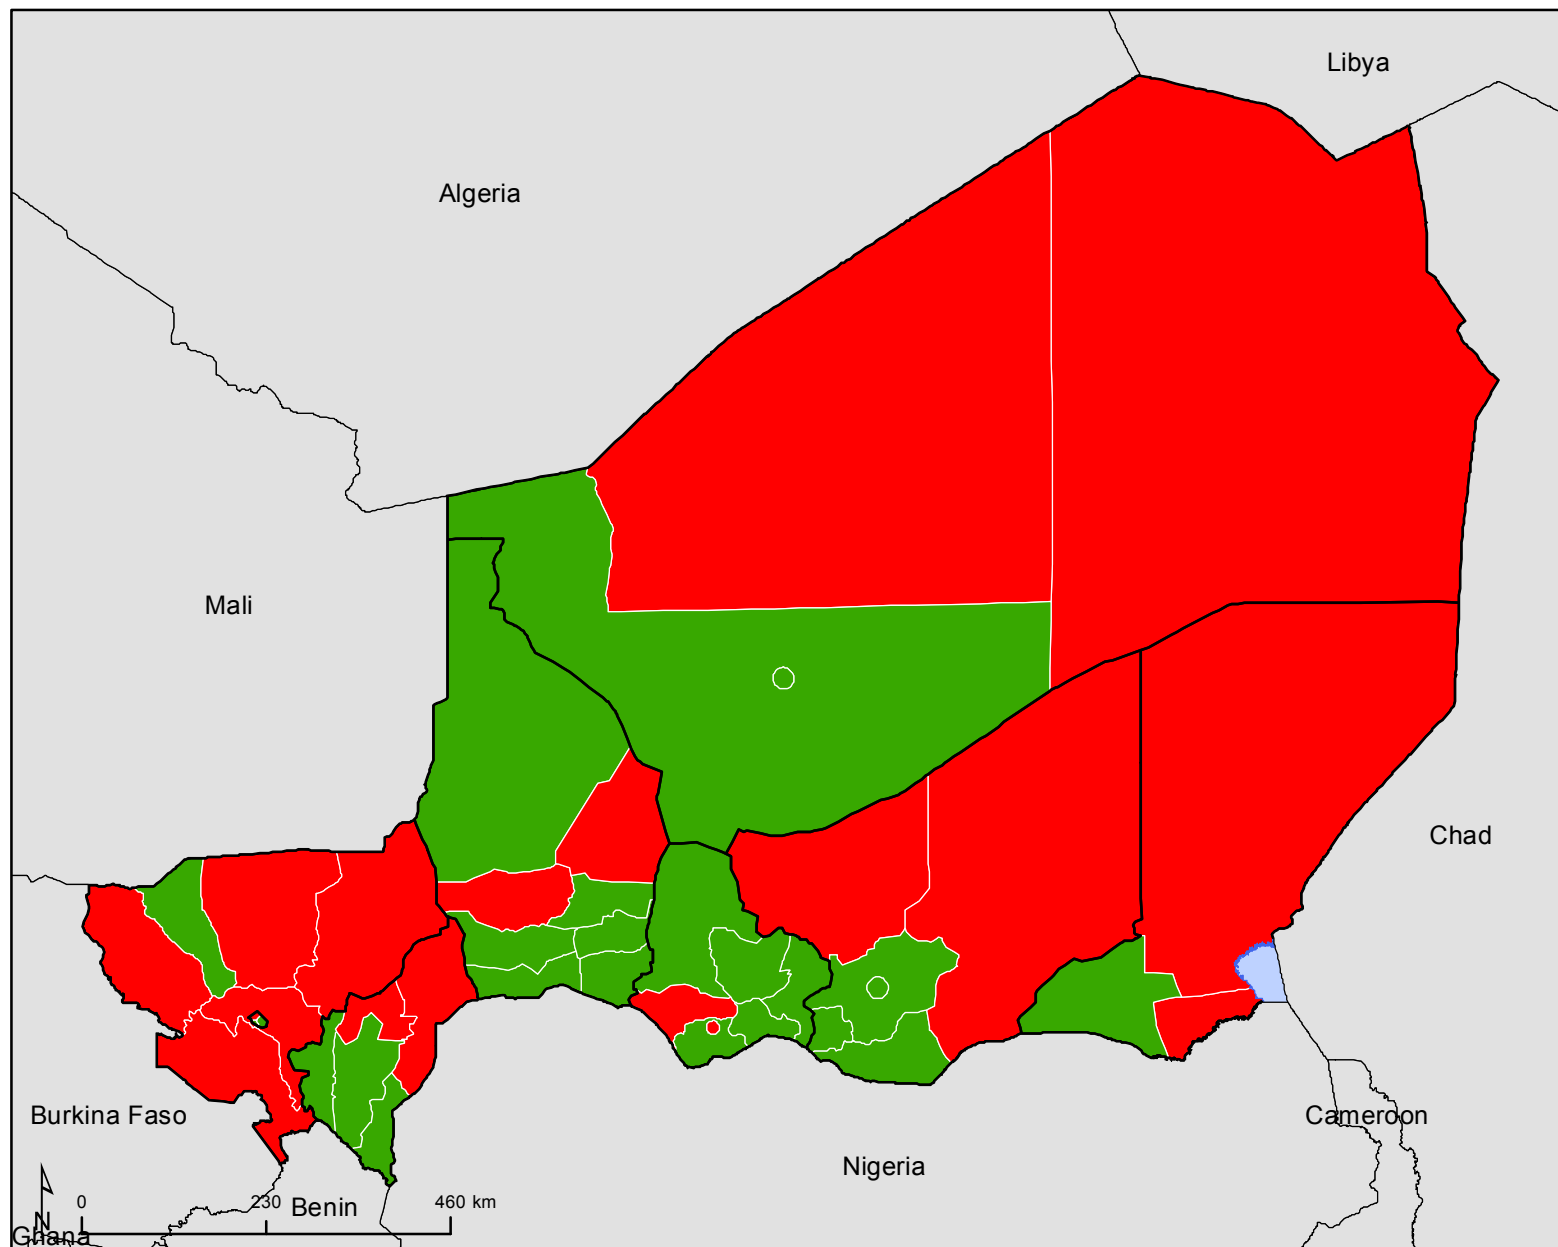 Libya
Algeria
Mali
Chad
Burkina Faso
Cameroon
Nigeria
Benin
0 230 460 km
N
Ghana